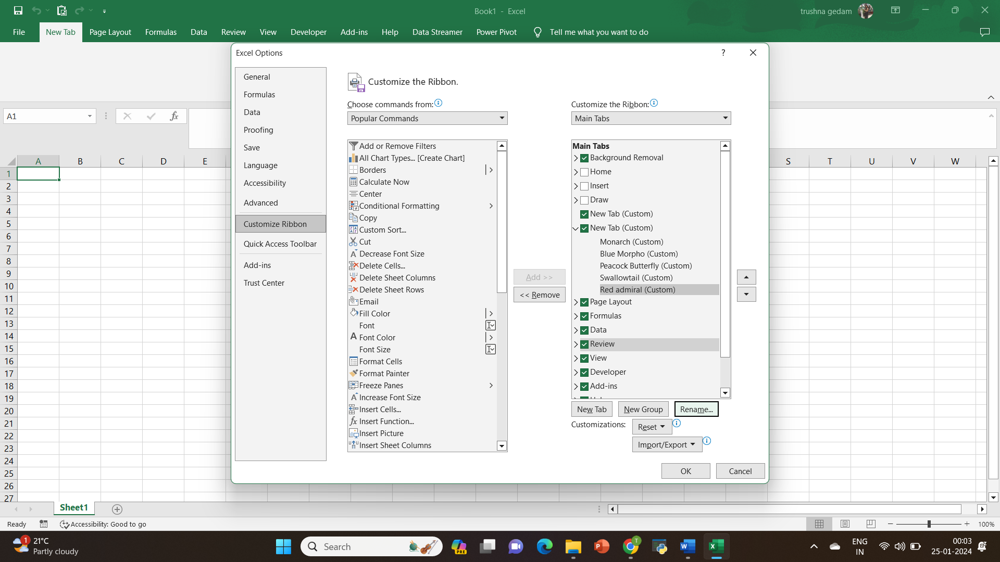 Book1 - Excel
trushna gedam
File
New Tab
Page Layout
Formulas
Data
Review
View
Developer
Add-ins
Help
Data Streamer
Power Pivot
Tell me what you want to do
Excel Options
?
General
Formulas
Data
Proofing
Save
Language
Accessibility
Advanced
Customize Ribbon
Quick Access Toolbar
Add-ins
Trust Center
Customize the Ribbon.
Choose commands from:
Popular Commands
Add or Remove Filters
All Chart Types... [Create Chart]
Borders
Calculate Now
Center
Conditional Formatting
Copy
Custom Sort...
Cut
Decrease Font Size
Delete Cells...
Delete Sheet Columns
Delete Sheet Rows
Email
Fill Color
Font
Font Color
Font Size
Format Cells
Format Painter
Freeze Panes
Increase Font Size
Insert Cells...
Insert Function...
Insert Picture
Insert Sheet Columns
Add >>
<< Remove
Customize the Ribbon:
Main Tabs
Main Tabs
Background Removal
Home
Insert
Draw
New Tab (Custom)
New Tab (Custom)
Monarch (Custom)
Blue Morpho (Custom)
Peacock Butterfly (Custom)
Swallowtail (Custom)
Red admiral (Custom)
Page Layout
Formulas
Data
Review
View
Developer
Add-ins
New Tab
New Group
Rename...
Customizations:
Reset
Import/Export
OK
Cancel
A1
fx
A B C D E S T U V W
1
2
3
4
5
6
7
8
9
10
11
12
13
14
15
16
17
18
19
20
21
22
23
24
25
26
27
Sheet1
Ready
Accessibility: Good to go
100%
1
21°C
Partly cloudy
Search
PRE
T
ENG
IN
00:03
25-01-2024